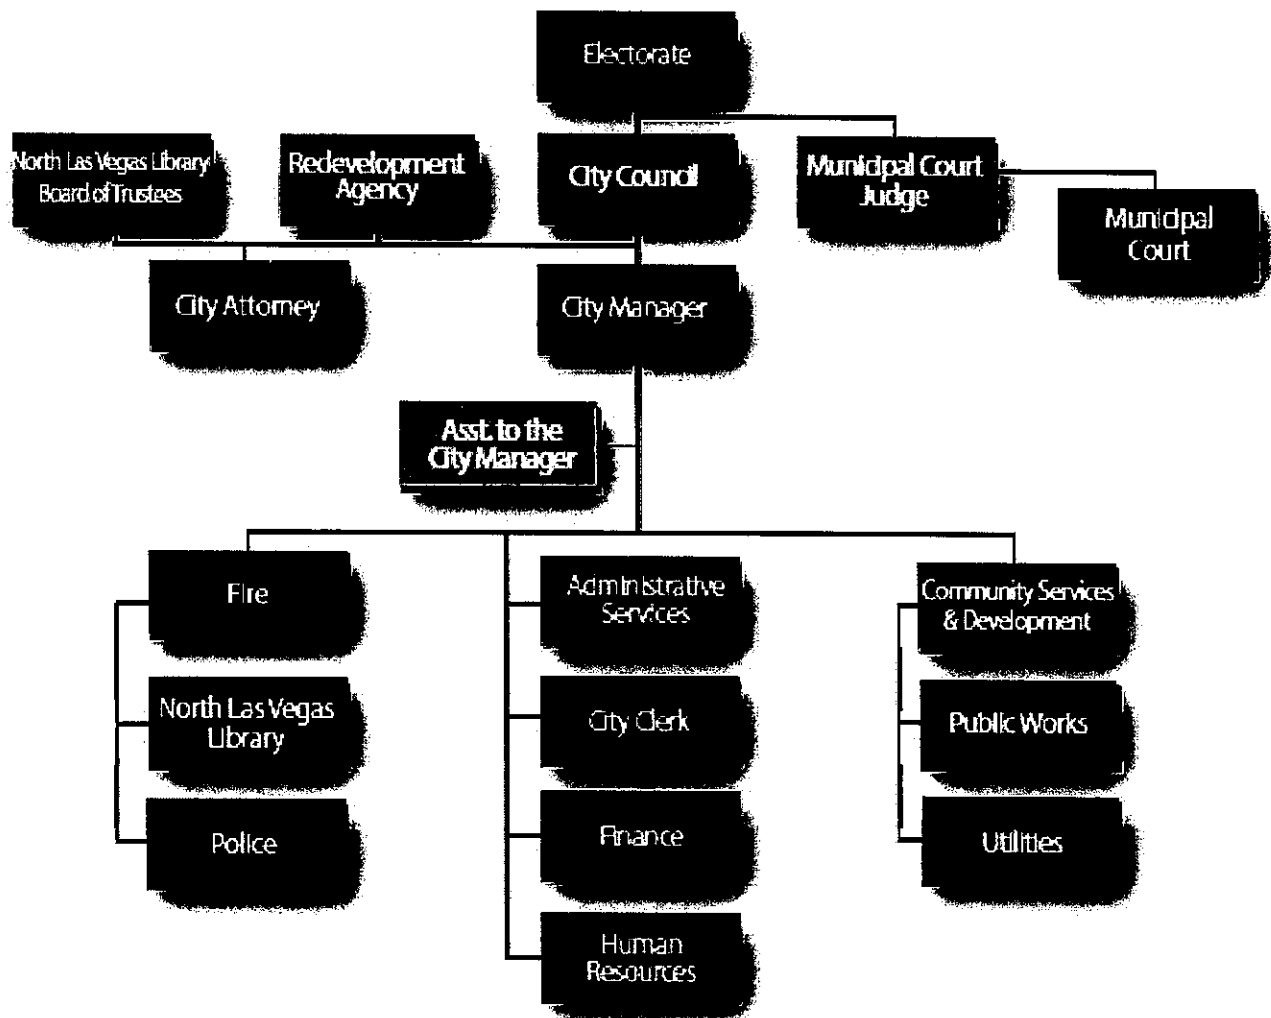 Electorate
North Las Vegas Library
Board of Trustees
Redevelopment
Agency
City Council
Municipal Court
Judge
Municipal
Court
City Attorney
City Manager
Asst. to the
City Manager
Fire
Administrative
Services
Community Services
& Development
North Las Vegas
Library
City Clerk
Public Works
Police
Finance
Utilities
Human
Resources